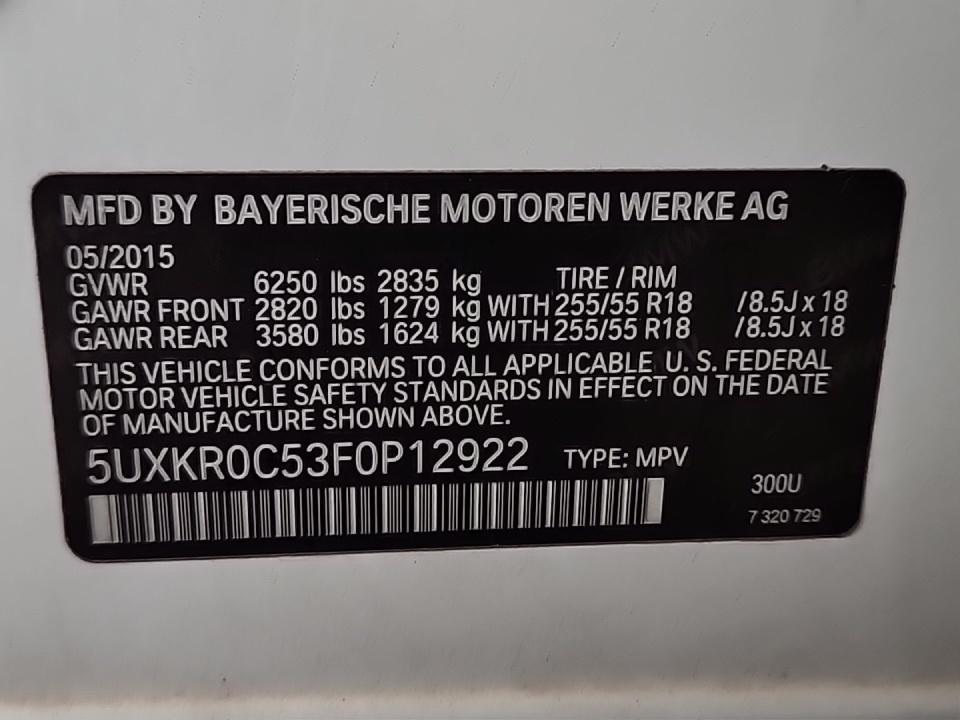 MFD BY BAYERISCHE MOTOREN WERKE AG
05/2015
GVWR 6250 lbs 2835 kg TIRE / RIM
GAWR FRONT 2820 lbs 1279 kg WITH 255/55 R18 /8.5J x 18
GAWR REAR 3580 lbs 1624 kg WITH 255/55 R18 /8.5J x 18
THIS VEHICLE CONFORMS TO ALL APPLICABLE U. S. FEDERAL
MOTOR VEHICLE SAFETY STANDARDS IN EFFECT ON THE DATE
OF MANUFACTURE SHOWN ABOVE.
5UXKR0C53F0P12922 TYPE: MPV
300U
7 320 729